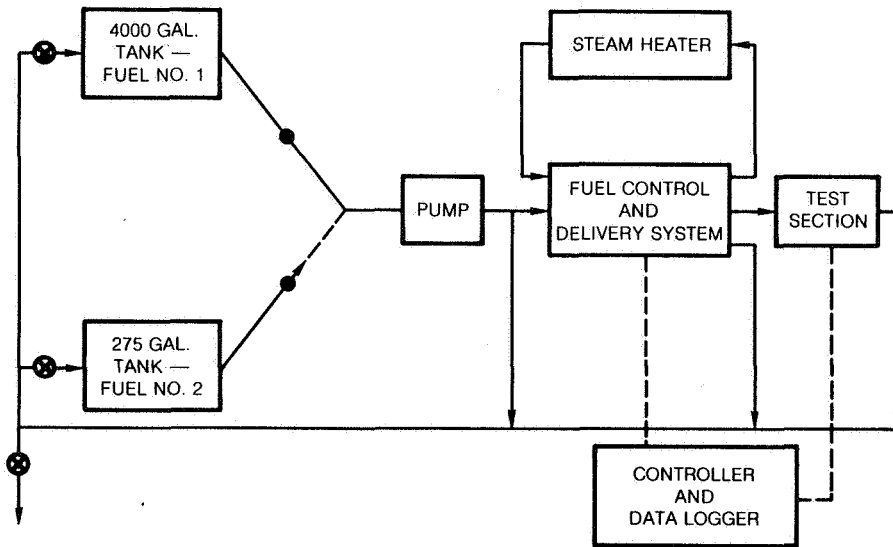 4000 GAL.
TANK —
FUEL NO. 1
STEAM HEATER
PUMP
FUEL CONTROL
AND
DELIVERY SYSTEM
TEST
SECTION
275 GAL.
TANK —
FUEL NO. 2
CONTROLLER
AND
DATA LOGGER